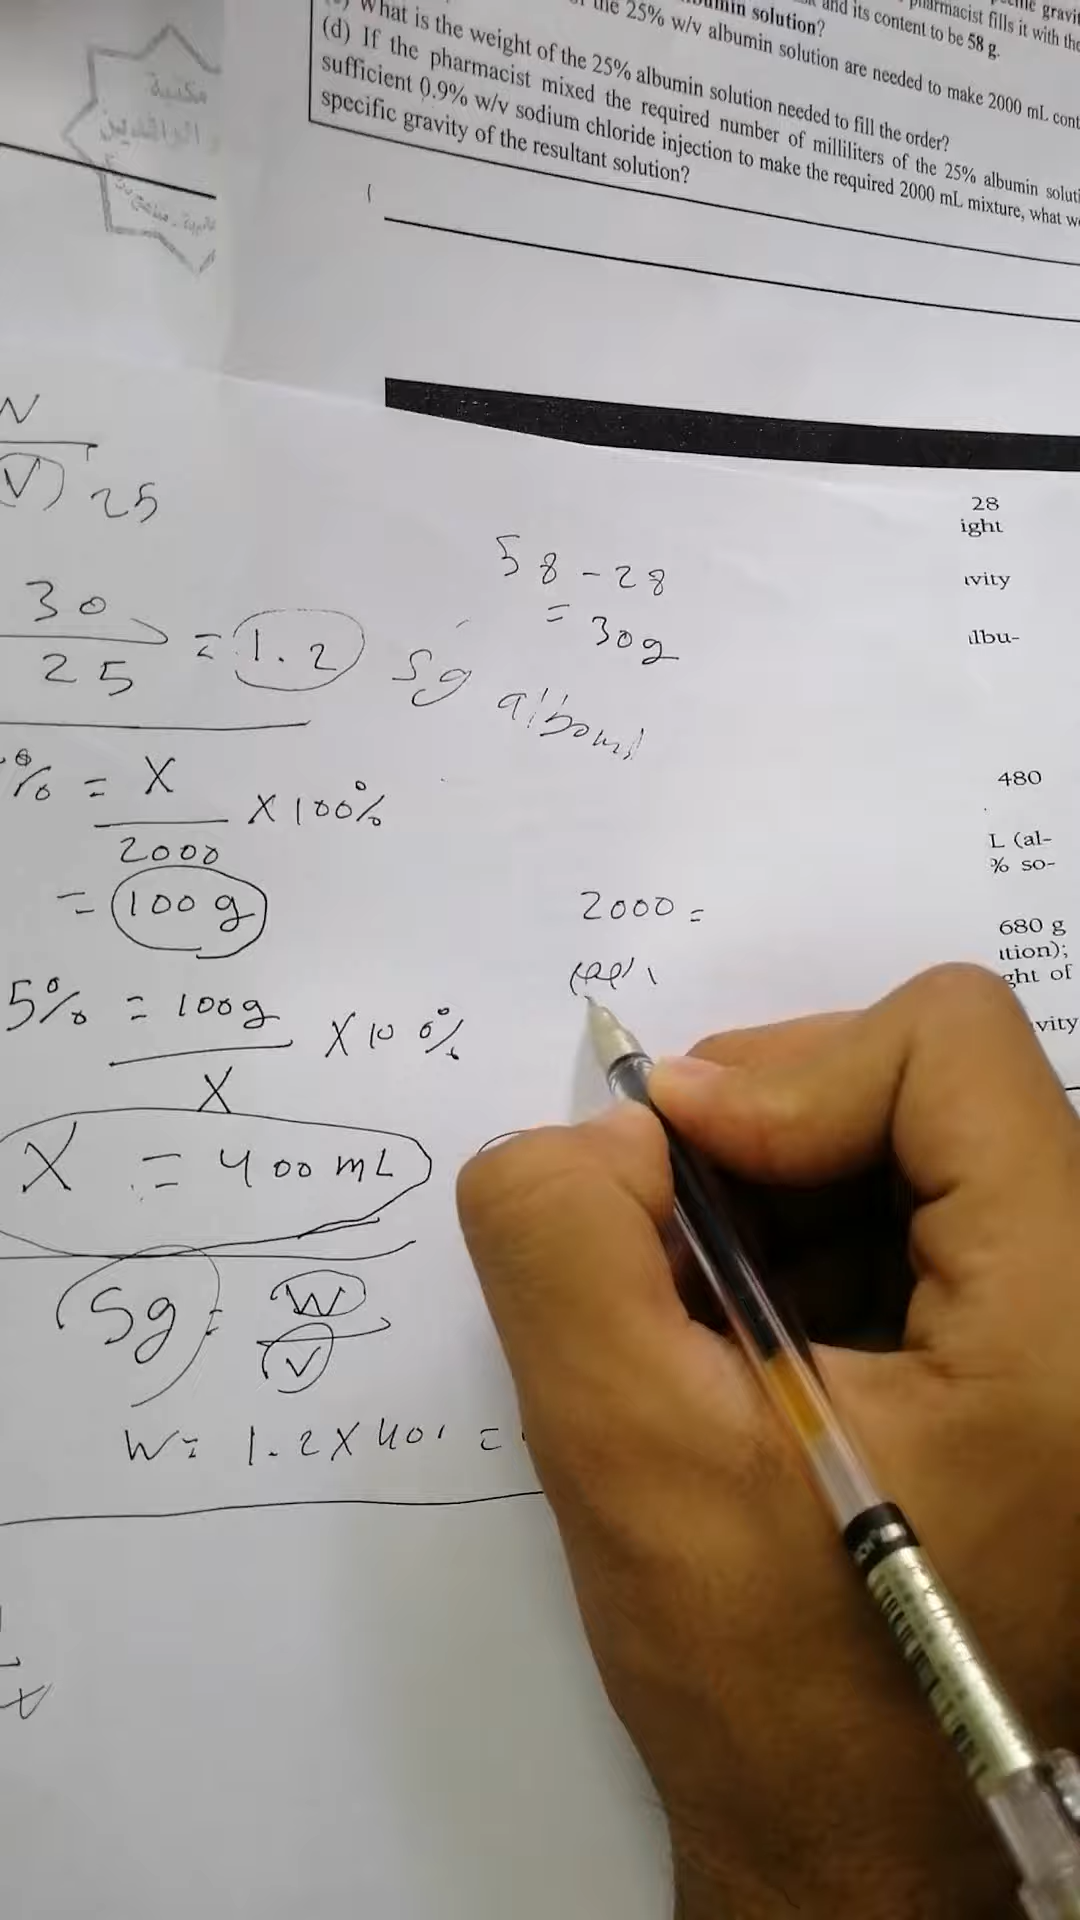 and its content to be 58 g.
pharmacist fills it with the
solution?
the 25% w/v albumin solution are needed to make 2000 mL
What is the weight of the 25% albumin solution needed to fill the order?
(d) If the pharmacist mixed the required number of milliliters of the 25% albumin
sufficient 0.9% w/v sodium chloride injection to make the required 2000 mL mixture, what
specific gravity of the resultant solution?
مكتبة
V 25
58 - 28
= 30g
30
25
= 1.2 Sg
% = X
2000
X 100%
= 100 g
5% = 100g
X
X 100%
X = 400 mL
Sg = W
V
W = 1.2 X 400 =
2000 =
28
ight
vity
lbu-
480
L (al-
% so-
680 g
tion);
ght of
vity